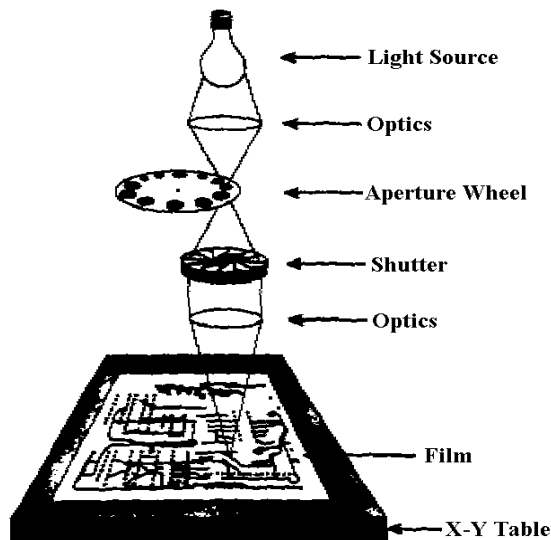 Light Source
Optics
Aperture Wheel
Shutter
Optics
Film
X-Y Table